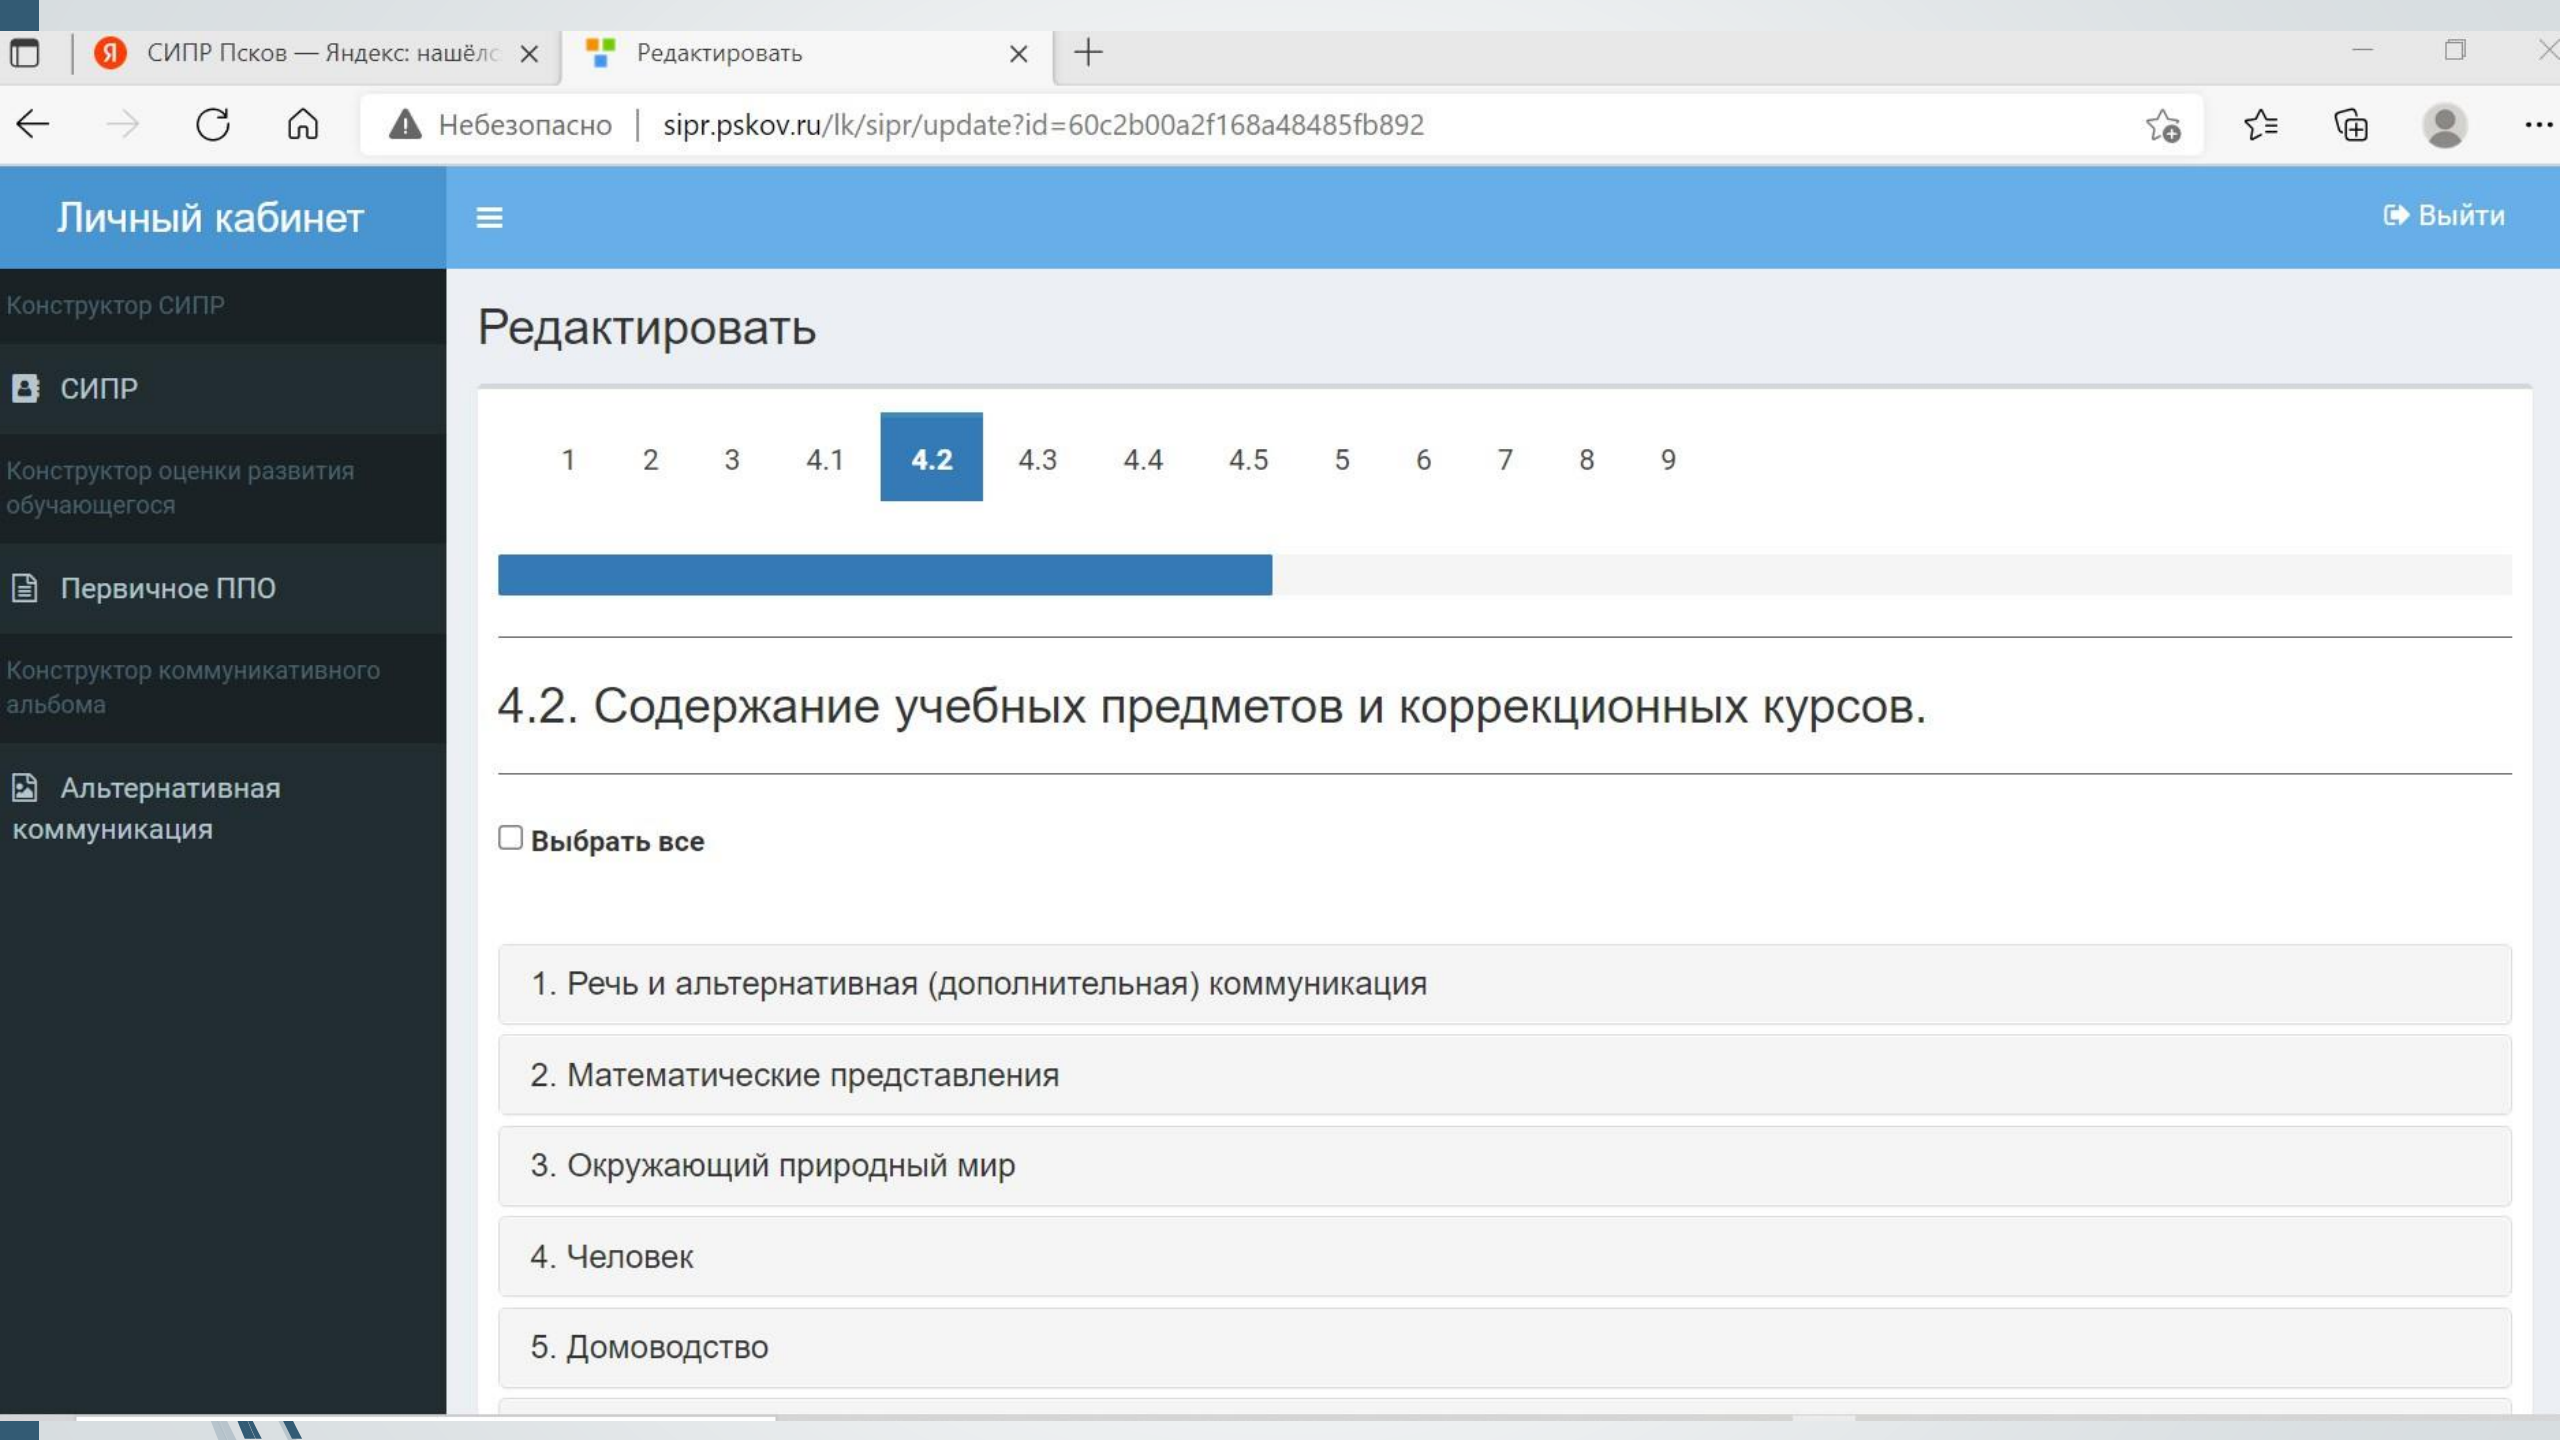 СИПР Псков — Яндекс: нашёлс
Редактировать
Небезопасно | sipr.pskov.ru/lk/sipr/update?id=60c2b00a2f168a48485fb892
Личный кабинет
Выйти
Конструктор СИПР
СИПР
Конструктор оценки развития
обучающегося
Первичное ППО
Конструктор коммуникативного
альбома
Альтернативная
коммуникация
Редактировать
1 2 3 4.1 4.2 4.3 4.4 4.5 5 6 7 8 9
4.2. Содержание учебных предметов и коррекционных курсов.
Выбрать все
1. Речь и альтернативная (дополнительная) коммуникация
2. Математические представления
3. Окружающий природный мир
4. Человек
5. Домоводство